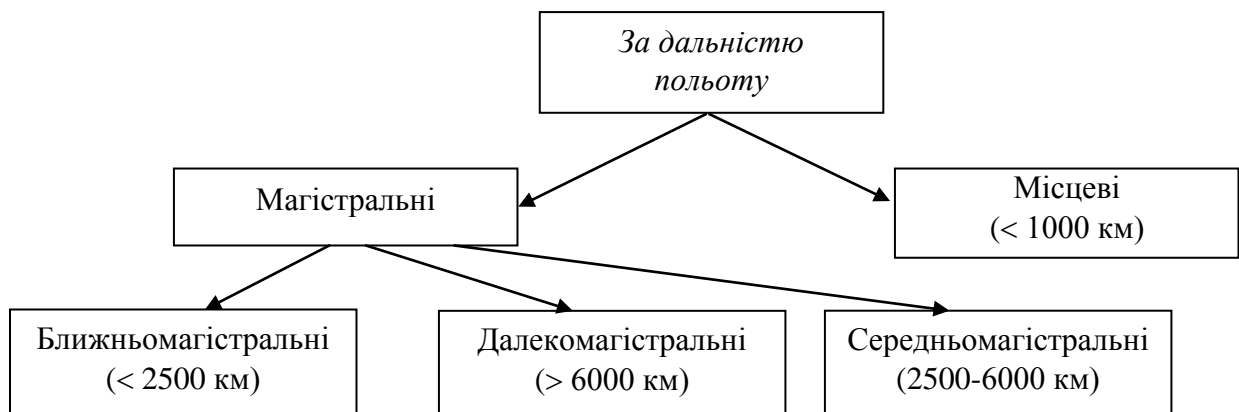 За дальністю
польоту
Магістральні
Місцеві
(< 1000 км)
Ближньомагістральні
(< 2500 км)
Далекомагістральні
(> 6000 км)
Середньомагістральні
(2500-6000 км)